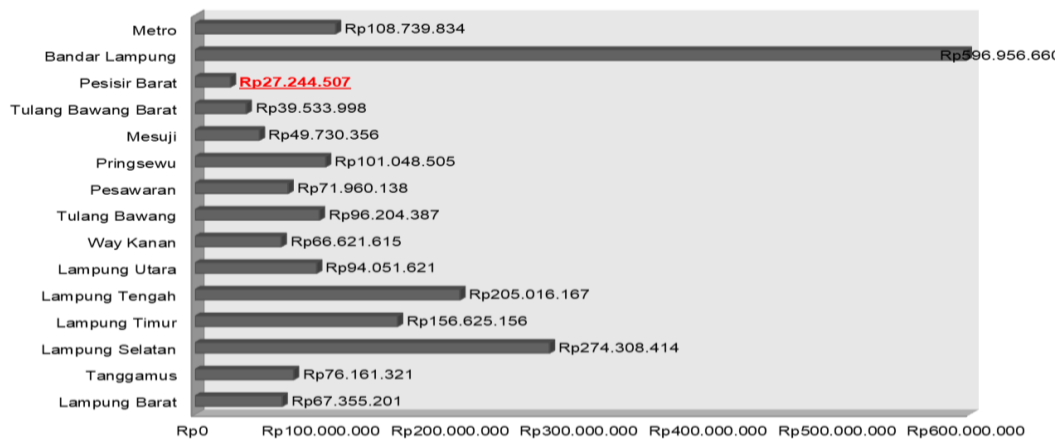 Metro Rp108.739.834
Bandar Lampung Rp596.956.660
Pesisir Barat Rp27.244.507
Tulang Bawang Barat Rp39.533.998
Mesuji Rp49.730.356
Pringsewu Rp101.048.505
Pesawaran Rp71.960.138
Tulang Bawang Rp96.204.387
Way Kanan Rp66.621.615
Lampung Utara Rp94.051.621
Lampung Tengah Rp205.016.167
Lampung Timur Rp156.625.156
Lampung Selatan Rp274.308.414
Tanggamus Rp76.161.321
Lampung Barat Rp67.355.201
Rp0 Rp100.000.000 Rp200.000.000 Rp300.000.000 Rp400.000.000 Rp500.000.000 Rp600.000.000